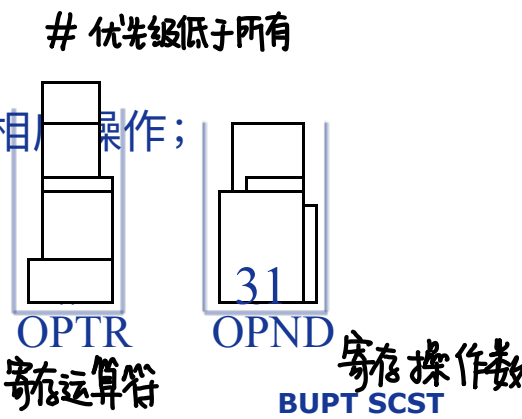 # 优先级低于所有
相 操作；
31
OPTR OPND
寄存运算符 寄存操作数
BUPT SCST